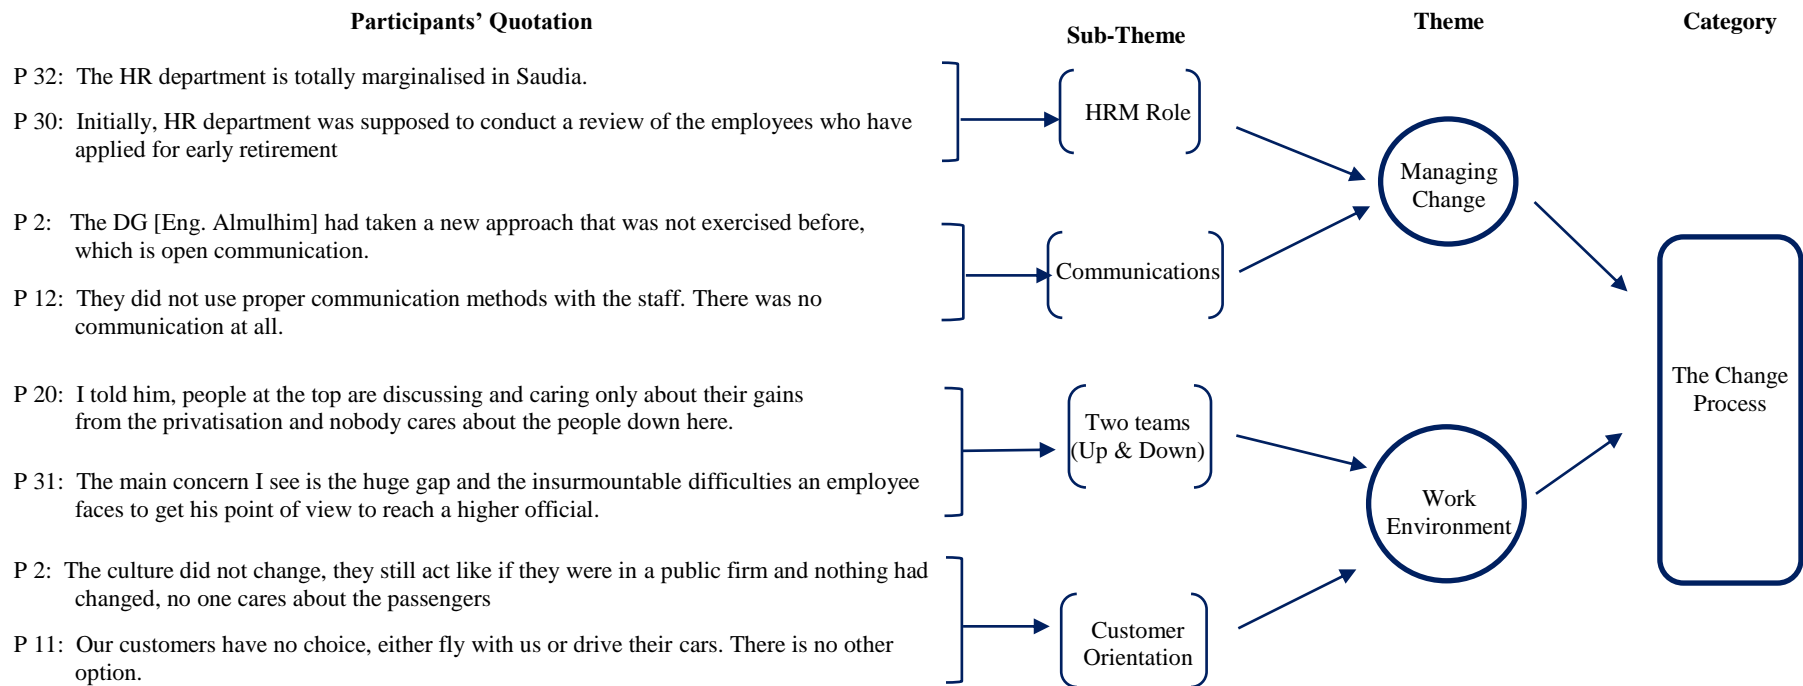 Participants' Quotation
Sub-Theme
Theme
Category
P 32: The HR department is totally marginalised in Saudia.
P 30: Initially, HR department was supposed to conduct a review of the employees who have
applied for early retirement
HRM Role
P 2: The DG [Eng. Almulhim] had taken a new approach that was not exercised before,
which is open communication.
P 12: They did not use proper communication methods with the staff. There was no
communication at all.
Communications
Managing
Change
P 20: I told him, people at the top are discussing and caring only about their gains
from the privatisation and nobody cares about the people down here.
P 31: The main concern I see is the huge gap and the insurmountable difficulties an employee
faces to get his point of view to reach a higher official.
Two teams
(Up & Down)
P 2: The culture did not change, they still act like if they were in a public firm and nothing had
changed, no one cares about the passengers
P 11: Our customers have no choice, either fly with us or drive their cars. There is no other
option.
Customer
Orientation
Work
Environment
The Change
Process